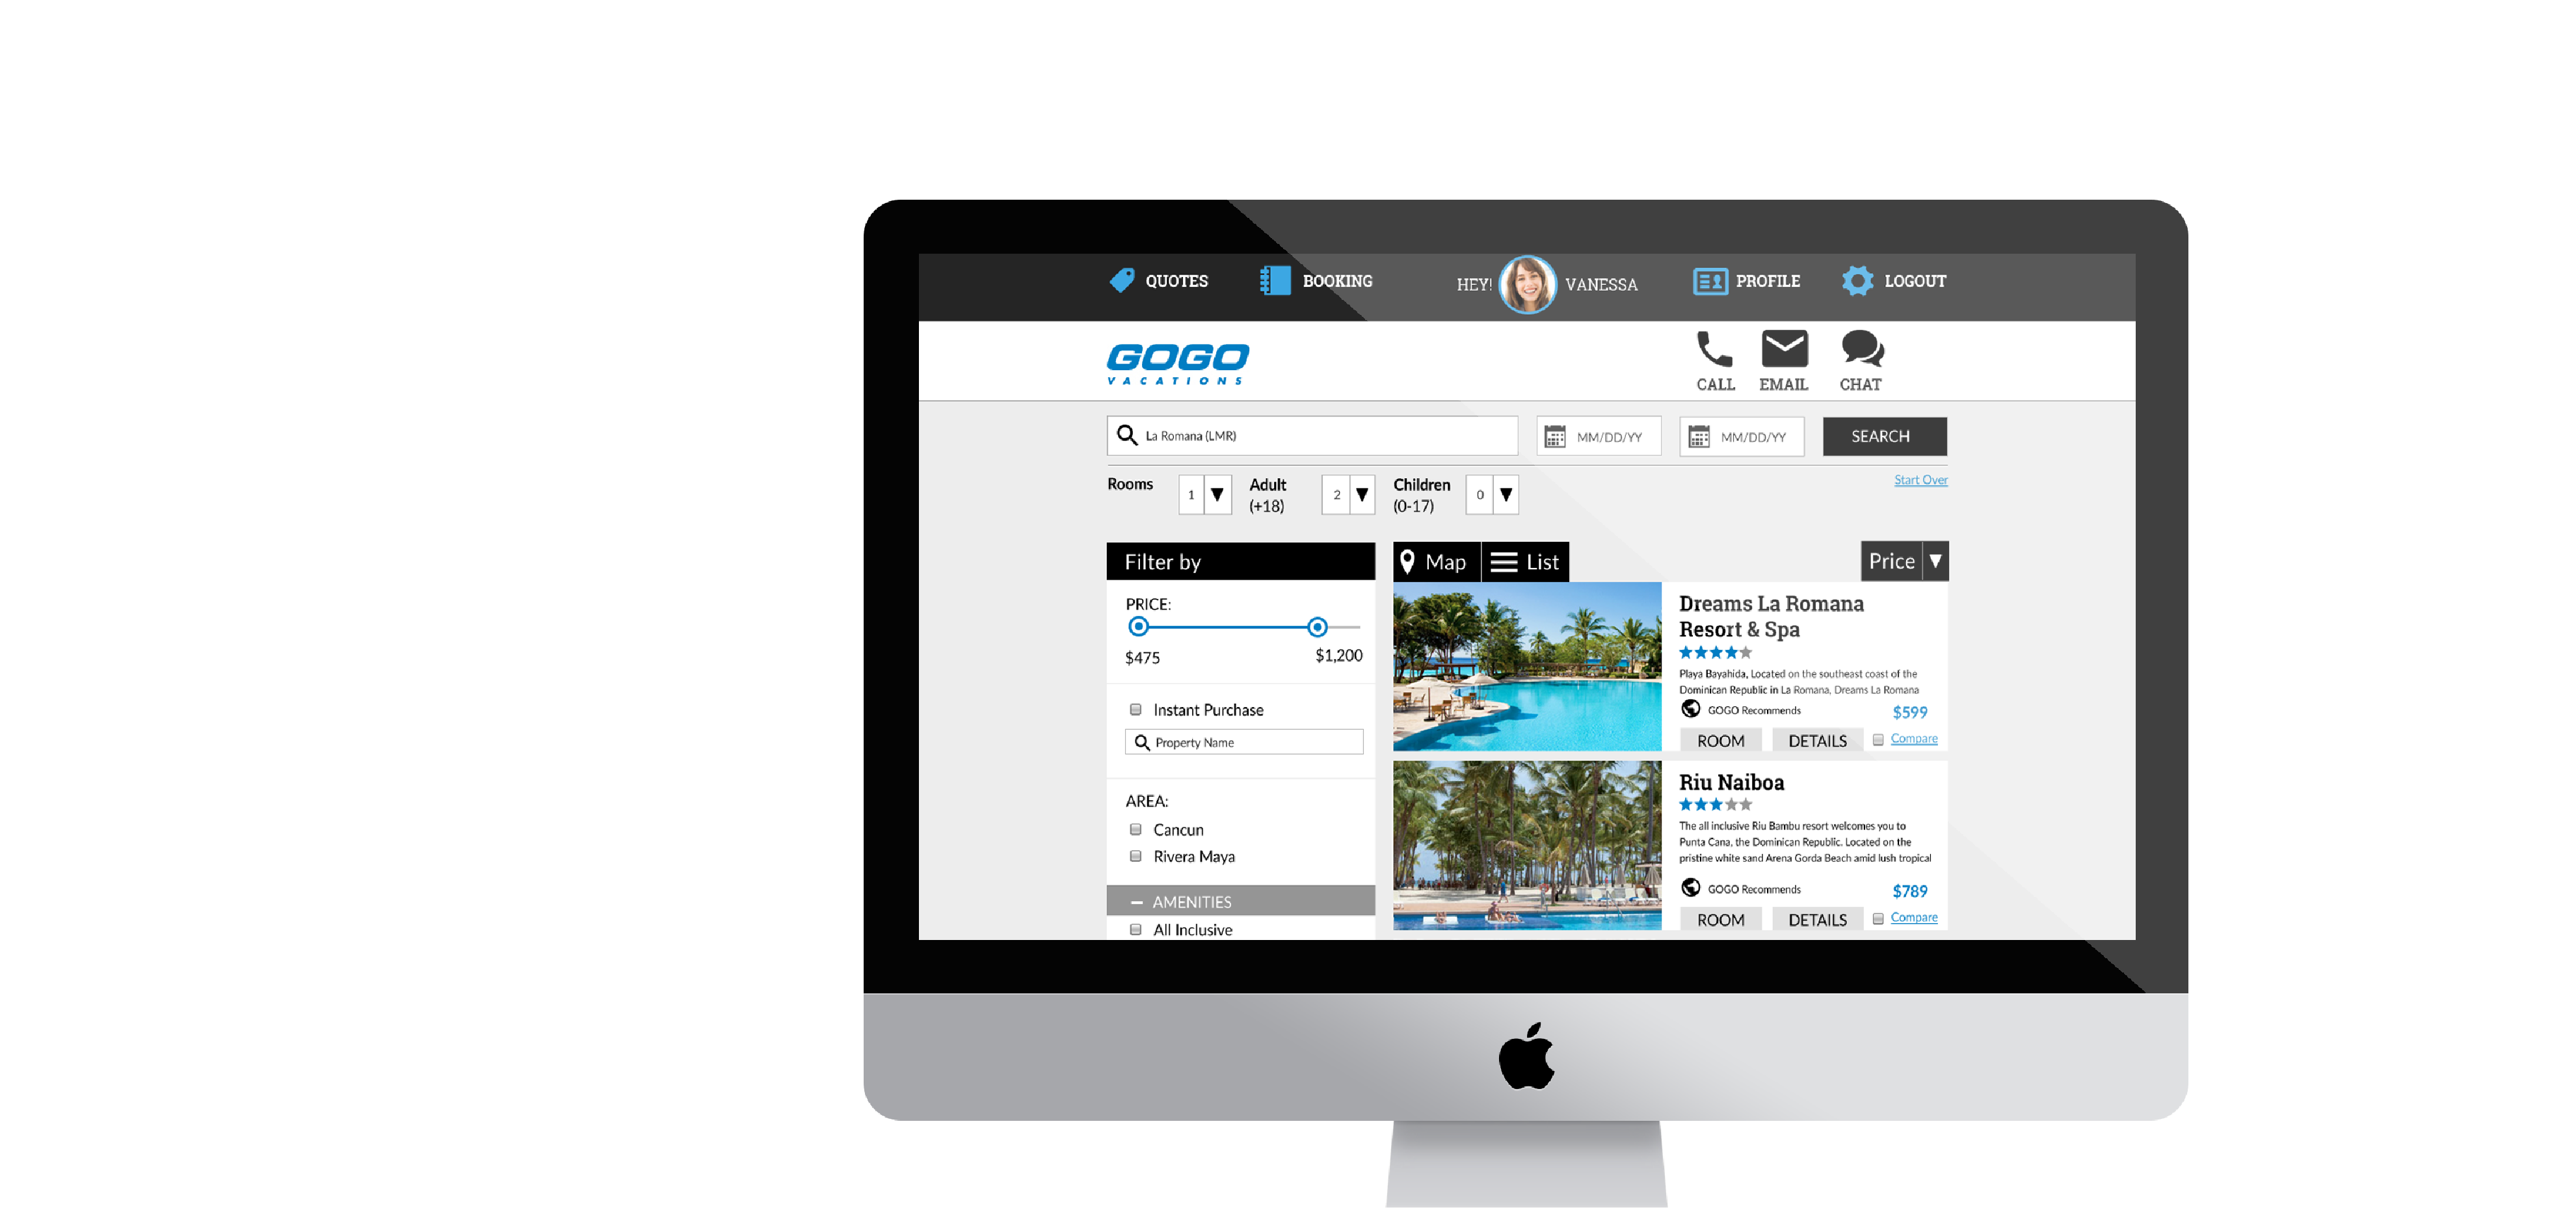 QUOTES BOOKING HEY! VANESSA PROFILE LOGOUT
GOGO
VACATIONS
CALL EMAIL CHAT
La Romana (LMR) MM/DD/YY MM/DD/YY SEARCH
Rooms 1 Adult 2 Children 0 Start Over
(+18) (0-17)
Filter by
PRICE:
$475 $1,200
Instant Purchase
Property Name
AREA:
Cancun
Rivera Maya
AMENITIES
All Inclusive
Map List Price
Dreams La Romana
Resort & Spa
Playa Bayahida, Located on the southeast coast of the
Dominican Republic in La Romana, Dreams La Romana
GOGO Recommends $599
ROOM DETAILS Compare
Riu Naiboa
The all inclusive Riu Bambu resort welcomes you to
Punta Cana, the Dominican Republic. Located on the
pristine white sand Arena Gorda Beach amid lush tropical
GOGO Recommends $789
ROOM DETAILS Compare